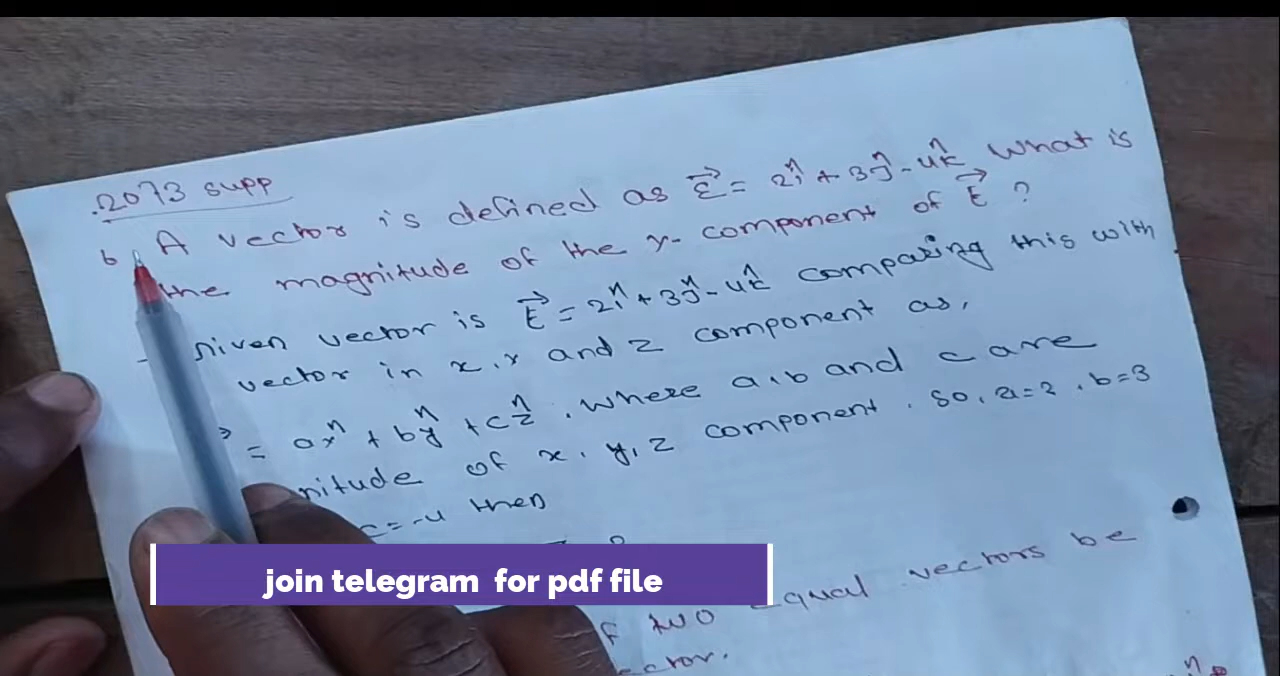 2073 supp
b A vector is defined as E⃗ = 2î + 3ĵ - 4k̂ What is
the magnitude of the y- component of E⃗ ?
→ Given vector is E⃗ = 2î + 3ĵ - 4k̂ comparing this with
vector in x, y and z component as,
= ax̂ + bŷ + cẑ . Where a, b and c are
nitude of x, y, z component . So, a=2 , b=3
c=-4 then
join telegram for pdf file
two equal vectors be
ector.